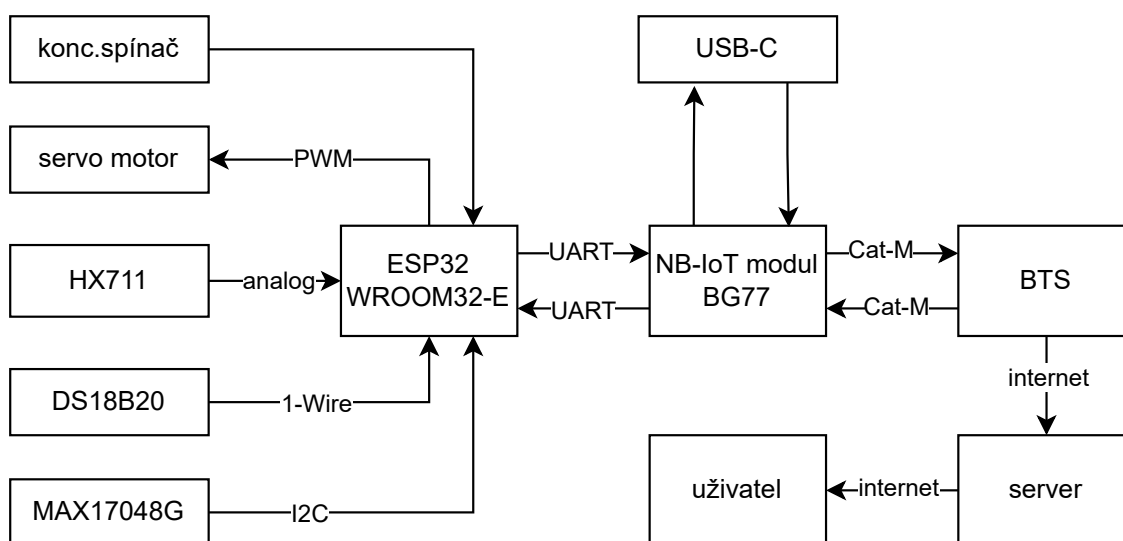 konc.spínač
USB-C
servo motor
PWM
HX711
analog
ESP32
WROOM32-E
UART
UART
NB-IoT modul
BG77
Cat-M
Cat-M
BTS
internet
DS18B20
1-Wire
MAX17048G
I2C
uživatel
internet
server